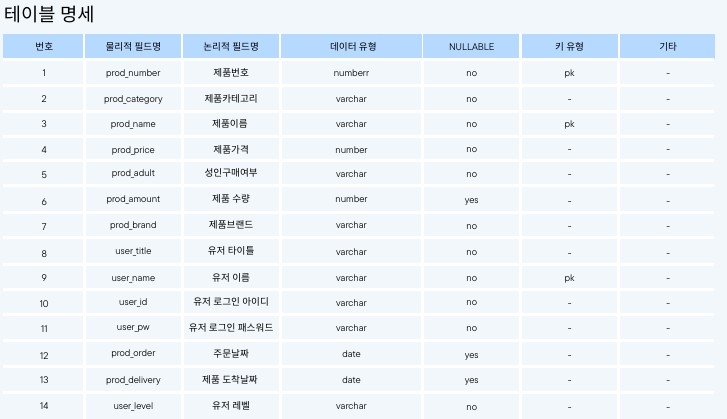 테이블 명세
번호 물리적 필드명 논리적 필드명 데이터 유형 NULLABLE 키 유형 기타
1 prod_number 제품번호 numberr no pk -
2 prod_category 제품카테고리 varchar no - -
3 prod_name 제품이름 varchar no pk -
4 prod_price 제품가격 number no - -
5 prod_adult 성인구매여부 varchar no - -
6 prod_amount 제품 수량 number yes - -
7 prod_brand 제품브랜드 varchar no - -
8 user_title 유저 타이틀 varchar no - -
9 user_name 유저 이름 varchar no pk -
10 user_id 유저 로그인 아이디 varchar no - -
11 user_pw 유저 로그인 패스워드 varchar no - -
12 prod_order 주문날짜 date yes - -
13 prod_delivery 제품 도착날짜 date yes - -
14 user_level 유저 레벨 varchar no - -